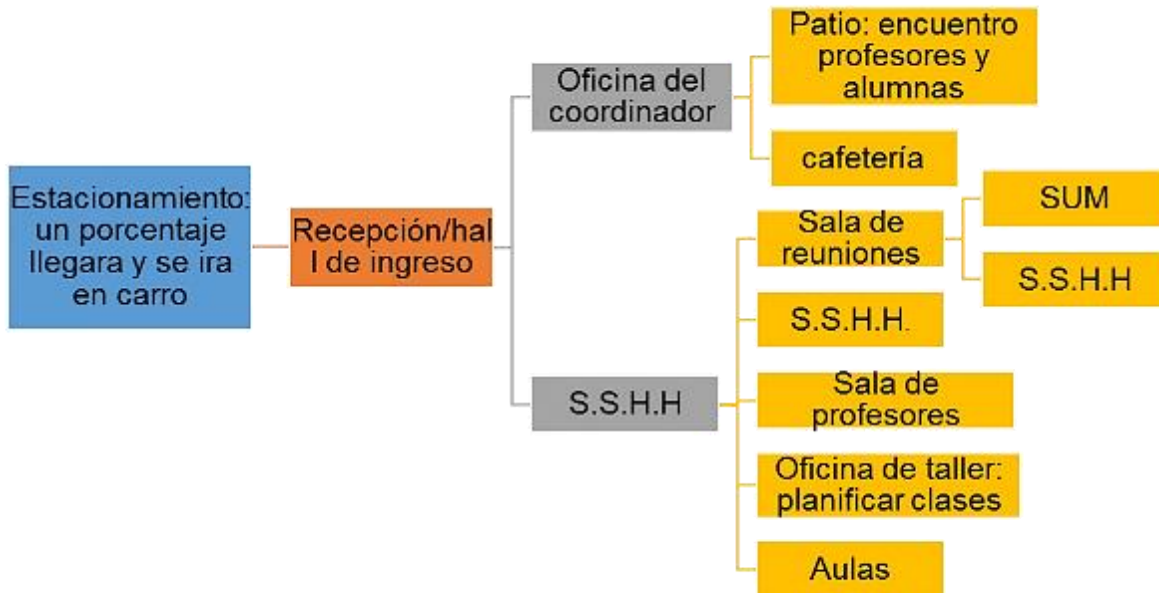 Estacionamiento:
un porcentaje
llegara y se ira
en carro
Recepción/hal
l de ingreso
Oficina del
coordinador
Patio: encuentro
profesores y
alumnas
cafetería
S.S.H.H
Sala de
reuniones
SUM
S.S.H.H
S.S.H.H.
Sala de
profesores
Oficina de taller:
planificar clases
Aulas